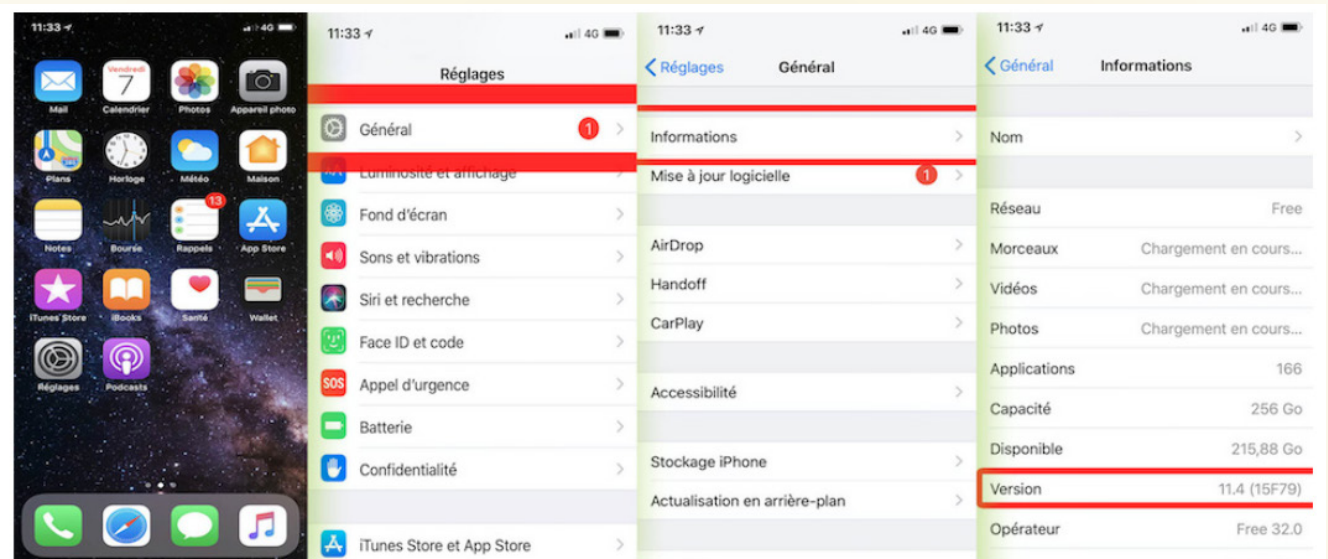 11:33
4G
Mail
Vendredi
7
Calendrier
Photos
Appareil photo
Plans
Horloge
Météo
Maison
13
Notes
Bourse
Rappels
App Store
iTunes Store
iBooks
Santé
Wallet
Réglages
Podcasts
11:33
4G
Réglages
Général
1
AA
Luminosité et affichage
Fond d'écran
Sons et vibrations
Siri et recherche
Face ID et code
SOS
Appel d'urgence
Batterie
Confidentialité
iTunes Store et App Store
11:33
4G
Réglages
Général
Informations
Mise à jour logicielle
1
AirDrop
Handoff
CarPlay
Accessibilité
Stockage iPhone
Actualisation en arrière-plan
11:33
4G
Général
Informations
Nom
Réseau Free
Morceaux Chargement en cours...
Vidéos Chargement en cours...
Photos Chargement en cours...
Applications 166
Capacité 256 Go
Disponible 215,88 Go
Version 11.4 (15F79)
Opérateur Free 32.0